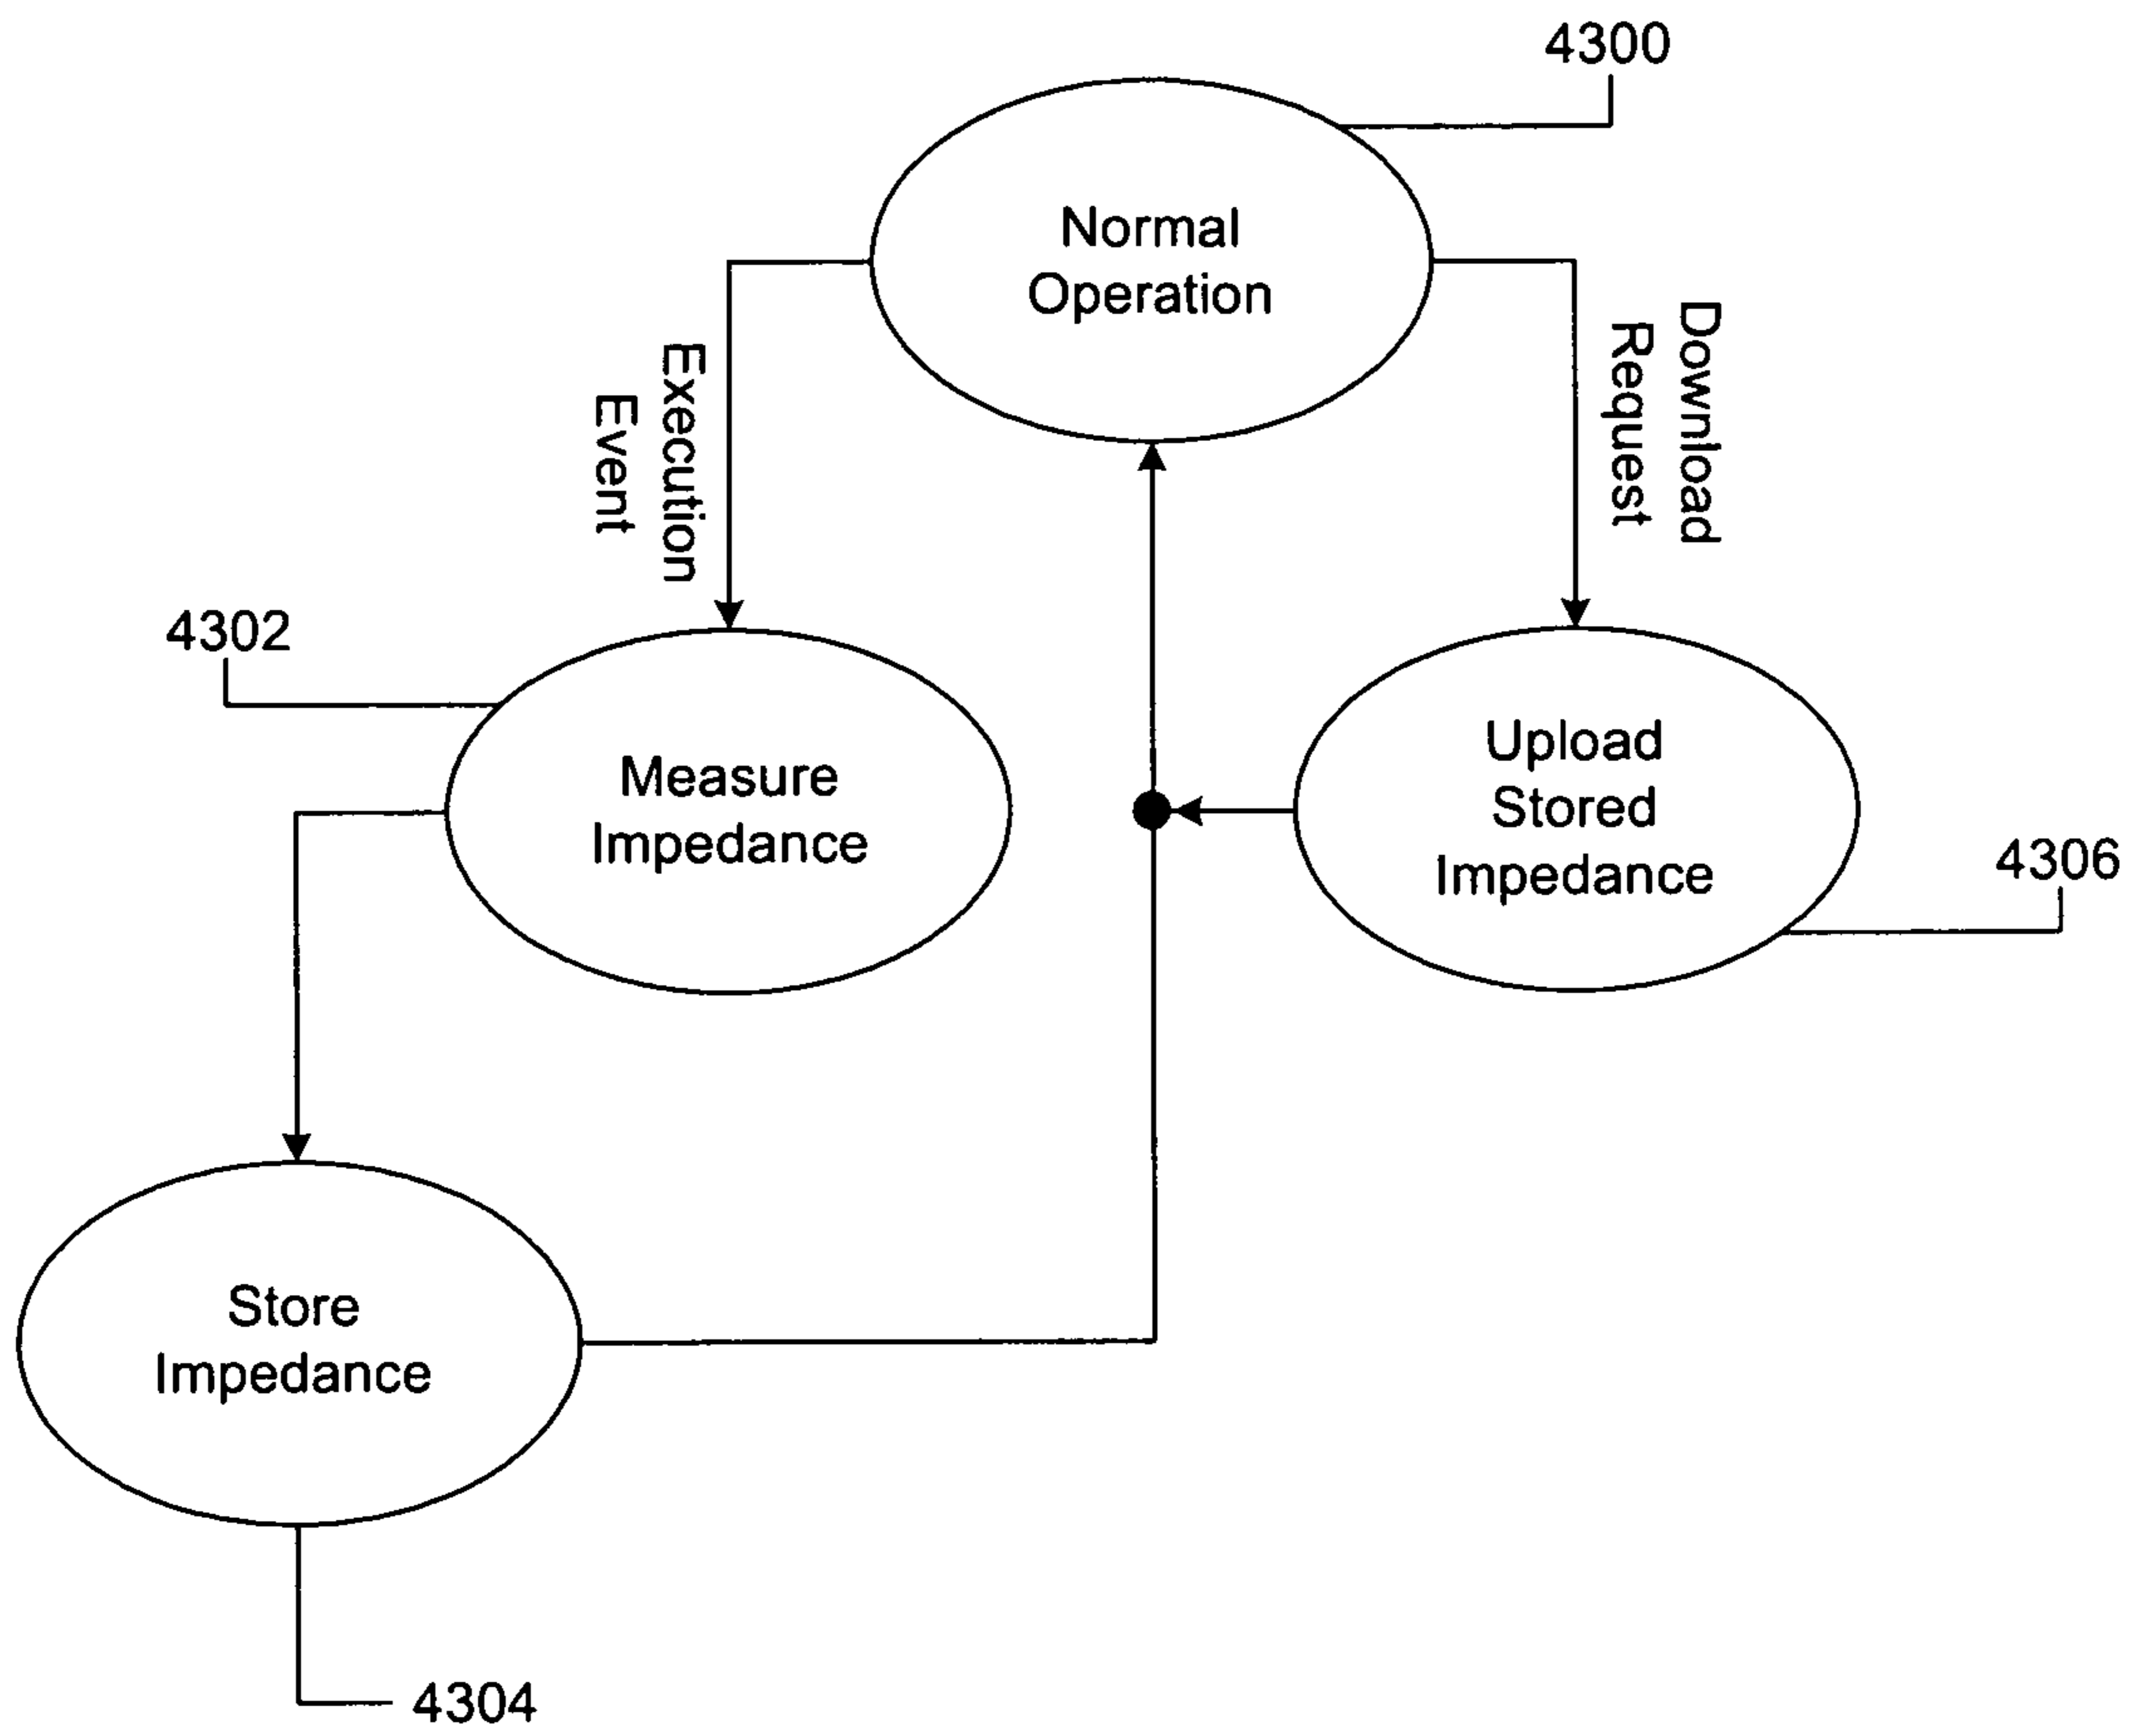 4300
Normal
Operation
Execution
Event
Download
Request
4302
Measure
Impedance
Upload
Stored
Impedance
4306
Store
Impedance
4304